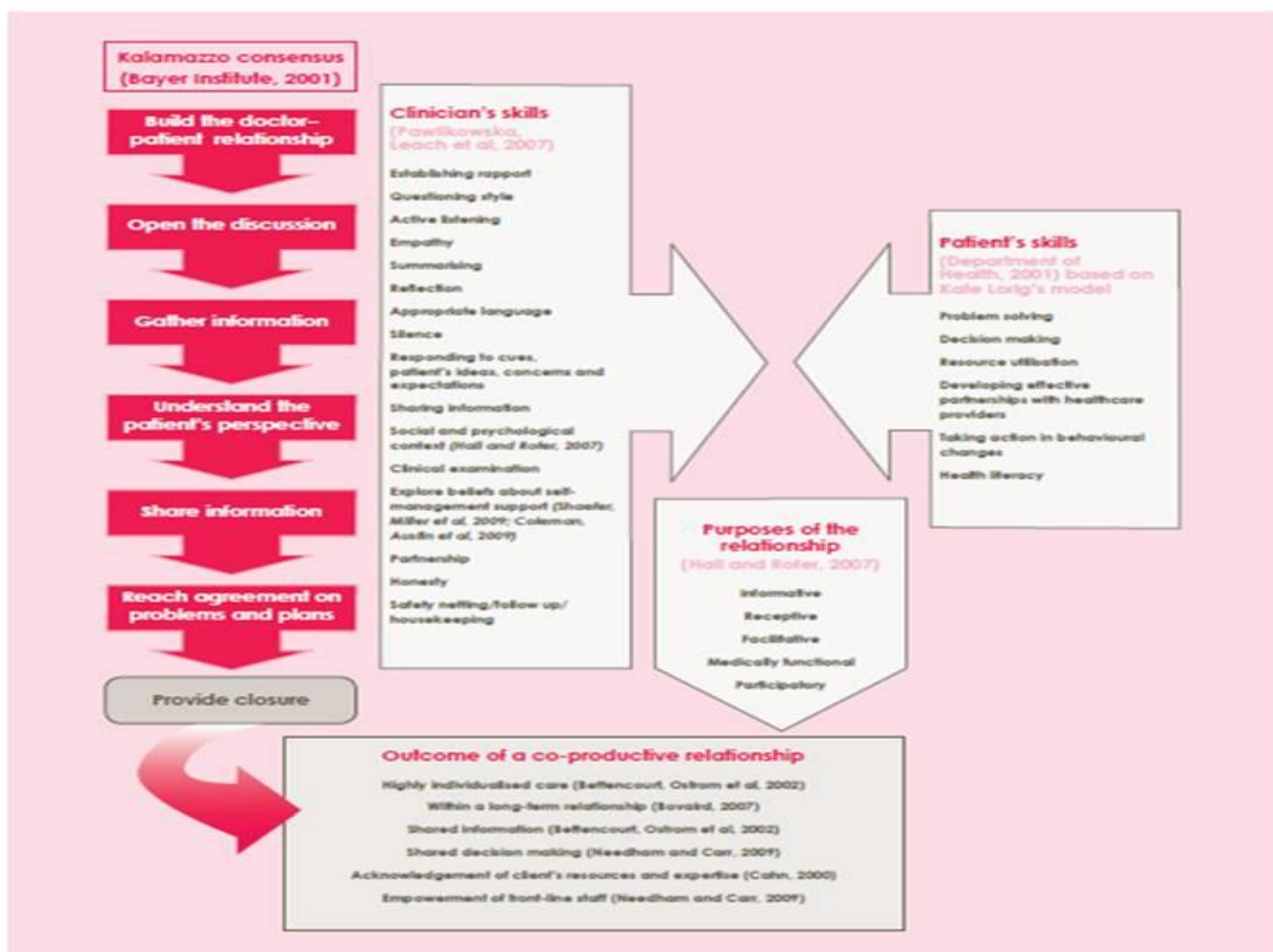 Kalamazzo consensus
(Bayer Institute, 2001)
Build the doctor–
patient relationship
Open the discussion
Gather information
Understand the
patient's perspective
Share information
Reach agreement on
problems and plans
Provide closure
Clinician's skills
(Pawlikowska,
Leach et al, 2007)
Establishing rapport
Questioning style
Active listening
Empathy
Summarising
Reflection
Appropriate language
Silence
Responding to cues,
patient's ideas, concerns and
expectations
Sharing information
Social and psychological
context (Hall and Roter, 2007)
Clinical examination
Explore beliefs about self-
management support (Shaefer,
Miller et al, 2009; Coleman,
Austin et al, 2009)
Partnership
Honesty
Safety netting/follow up/
housekeeping
Patient's skills
(Department of
Health, 2001) based on
Kate Lorig's model
Problem solving
Decision making
Resource utilisation
Developing effective
partnerships with healthcare
providers
Taking action in behavioural
changes
Health literacy
Purposes of the
relationship
(Hall and Roter, 2007)
Informative
Receptive
Facilitative
Medically functional
Participatory
Outcome of a co-productive relationship
Highly individualised care (Bettencourt, Ostrom et al, 2002)
Within a long-term relationship (Bovaird, 2007)
Shared information (Bettencourt, Ostrom et al, 2002)
Shared decision making (Needham and Carr, 2009)
Acknowledgement of client's resources and expertise (Cahn, 2000)
Empowerment of front-line staff (Needham and Carr, 2009)